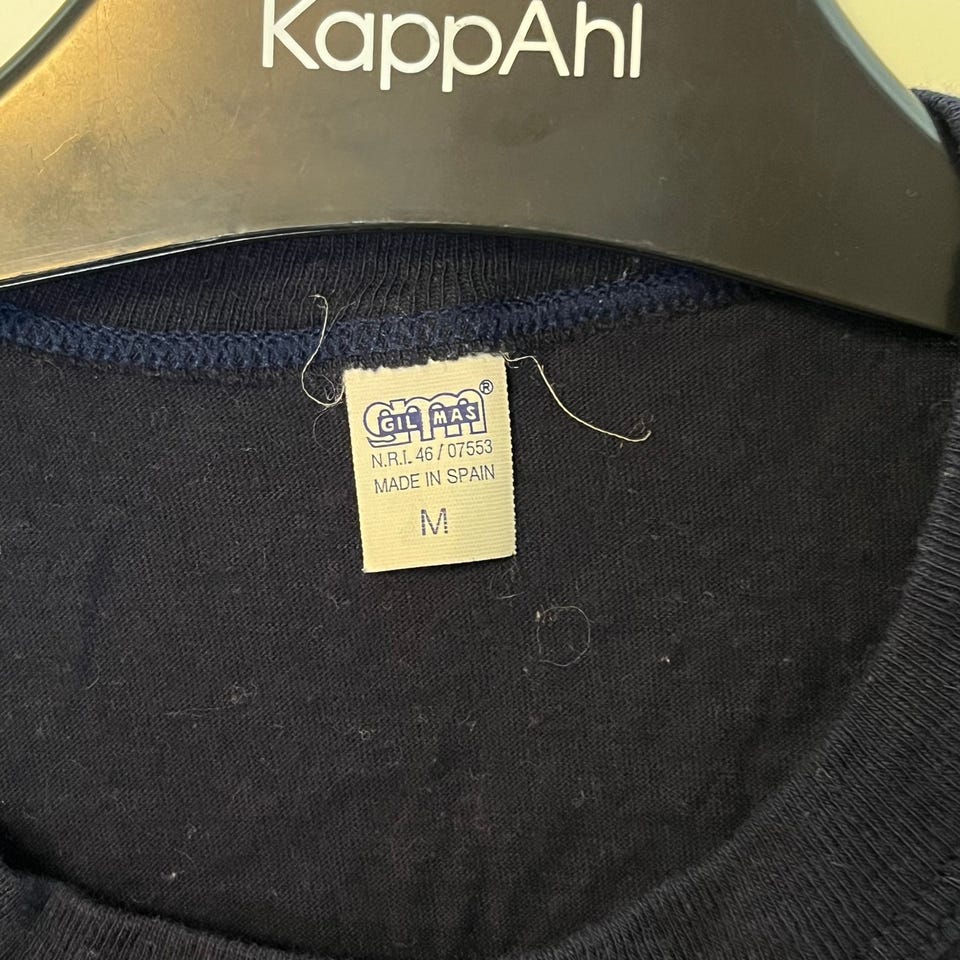 KappAhl
GIL MAS ®
N.R.I. 46 / 07553
MADE IN SPAIN
M